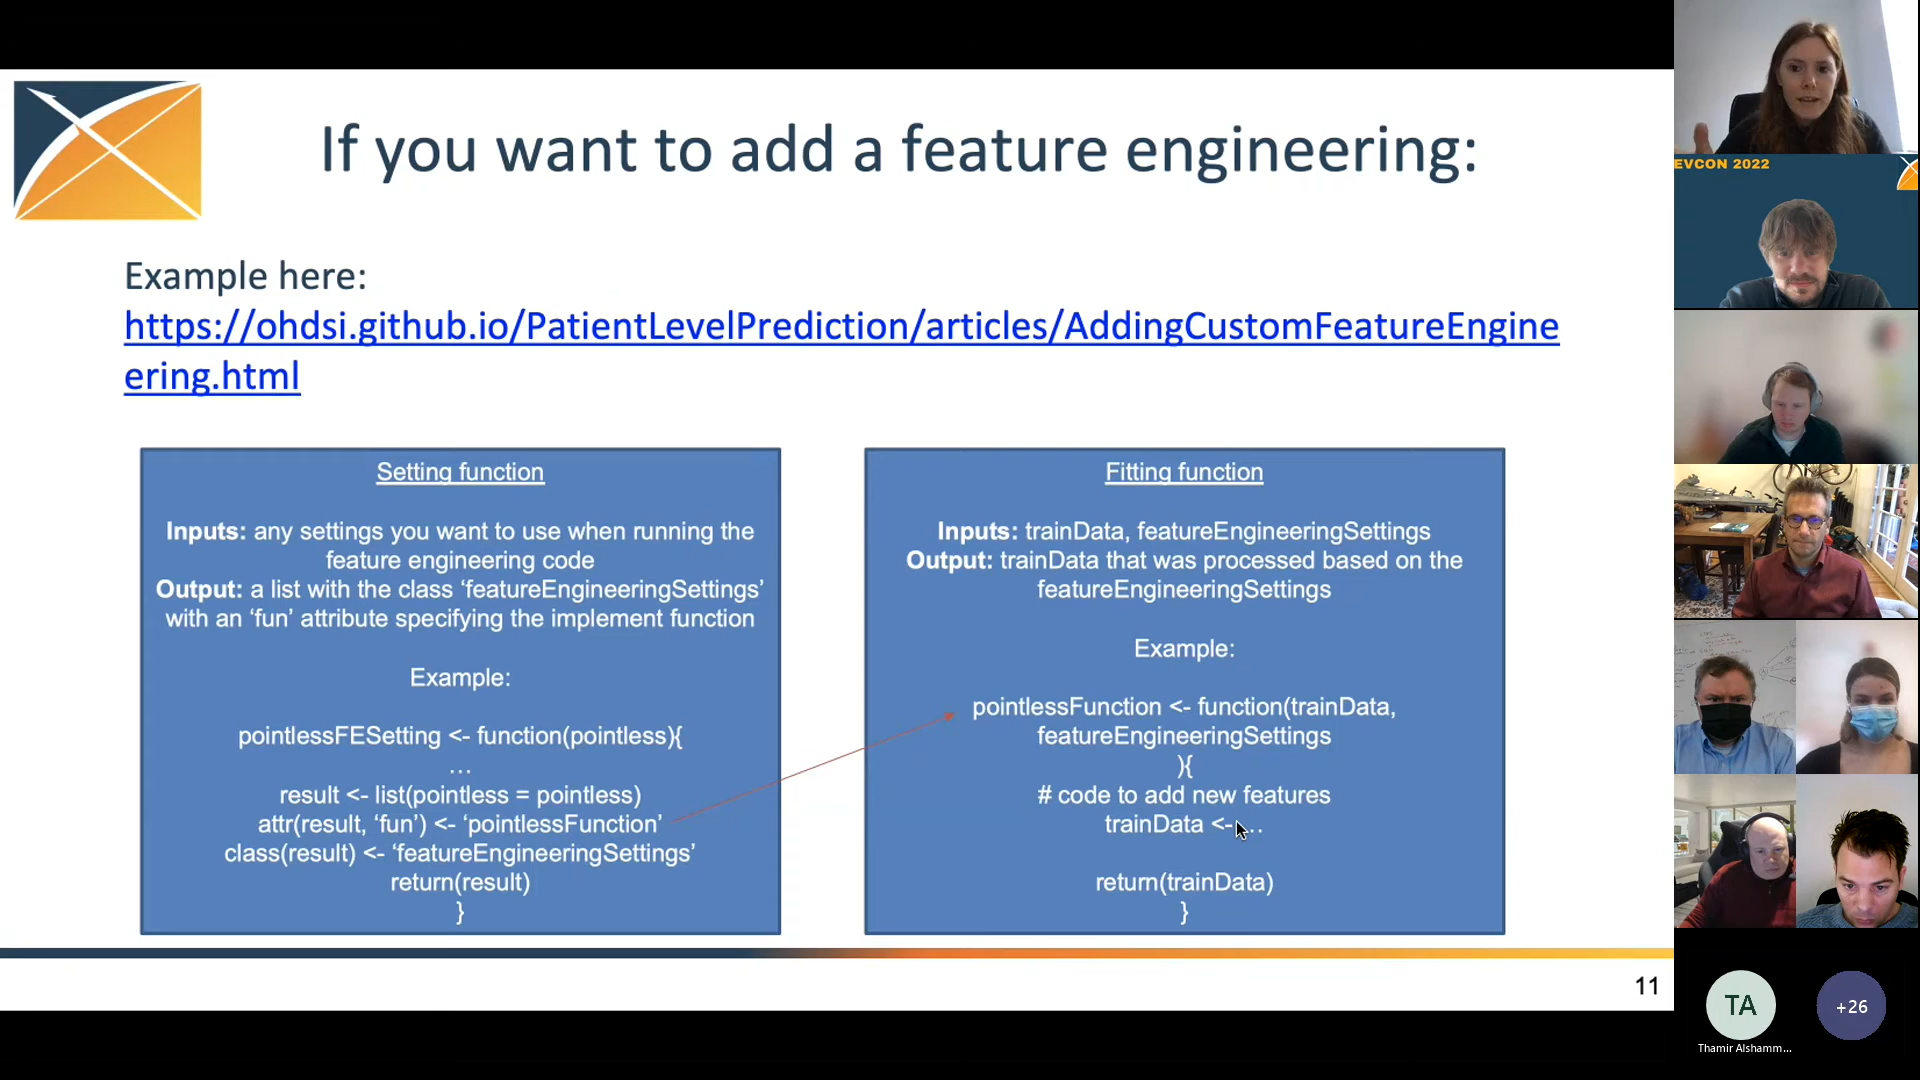 If you want to add a feature engineering:
Example here:
https://ohdsi.github.io/PatientLevelPrediction/articles/AddingCustomFeatureEngine
ering.html
Setting function
Inputs: any settings you want to use when running the
feature engineering code
Output: a list with the class ‘featureEngineeringSettings’
with an ‘fun’ attribute specifying the implement function
Example:
pointlessFESetting <- function(pointless){
…
result <- list(pointless = pointless)
attr(result, ‘fun’) <- ‘pointlessFunction’
class(result) <- ‘featureEngineeringSettings’
return(result)
}
Fitting function
Inputs: trainData, featureEngineeringSettings
Output: trainData that was processed based on the
featureEngineeringSettings
Example:
pointlessFunction <- function(trainData,
featureEngineeringSettings
){
# code to add new features
trainData <- …
return(trainData)
}
11
EVCON 2022
TA
Thamir Alshamm...
+26